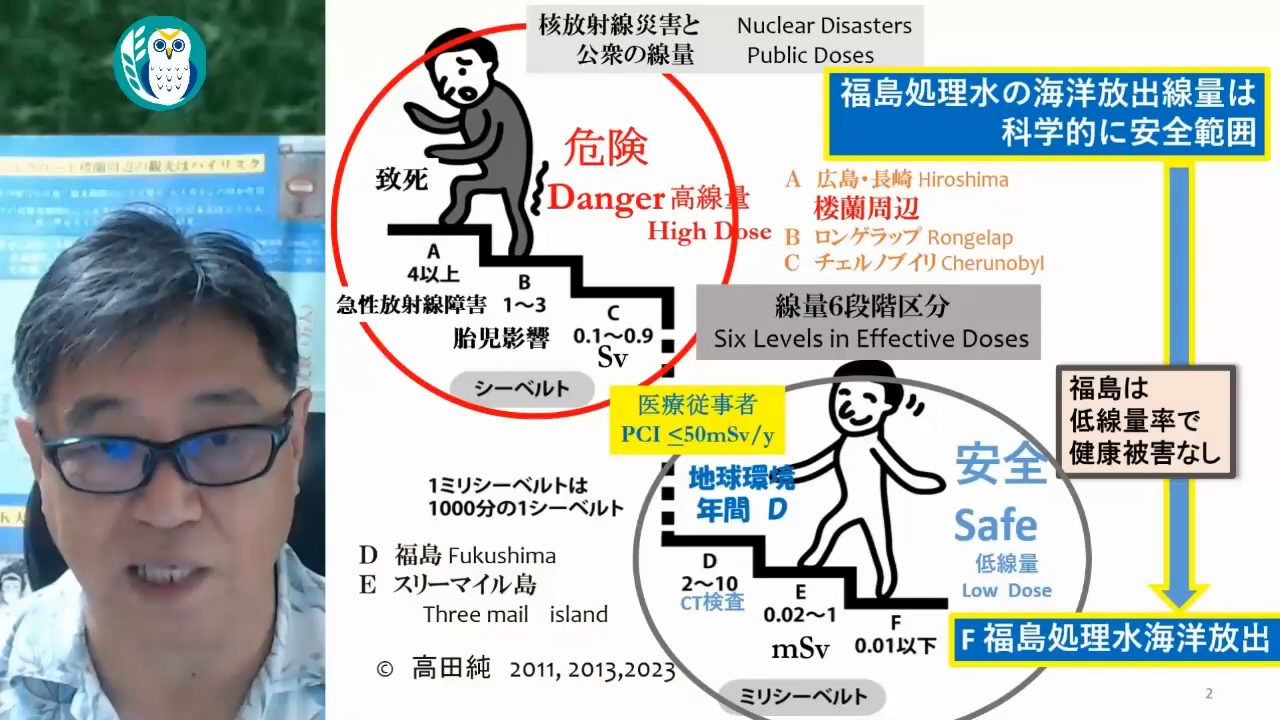 核放射線災害と Nuclear Disasters
公衆の線量 Public Doses
福島処理水の海洋放出線量は
科学的に安全範囲
危険
致死
Danger 高線量
High Dose
A 広島・長崎 Hiroshima
楼蘭周辺
B ロンゲラップ Rongelap
C チェルノブイリ Cherunobyl
A
4以上
急性放射線障害
B
1～3
胎児影響
C
0.1～0.9
Sv
シーベルト
線量6段階区分
Six Levels in Effective Doses
医療従事者
PCI ≤50mSv/y
福島は
低線量率で
健康被害なし
地球環境
年間 D
安全
Safe
低線量
Low Dose
1ミリシーベルトは
1000分の1シーベルト
D 福島 Fukushima
E スリーマイル島
Three mail island
D
2～10
CT検査
E
0.02～1
mSv
F
0.01以下
F 福島処理水海洋放出
ミリシーベルト
© 高田純 2011, 2013,2023
2